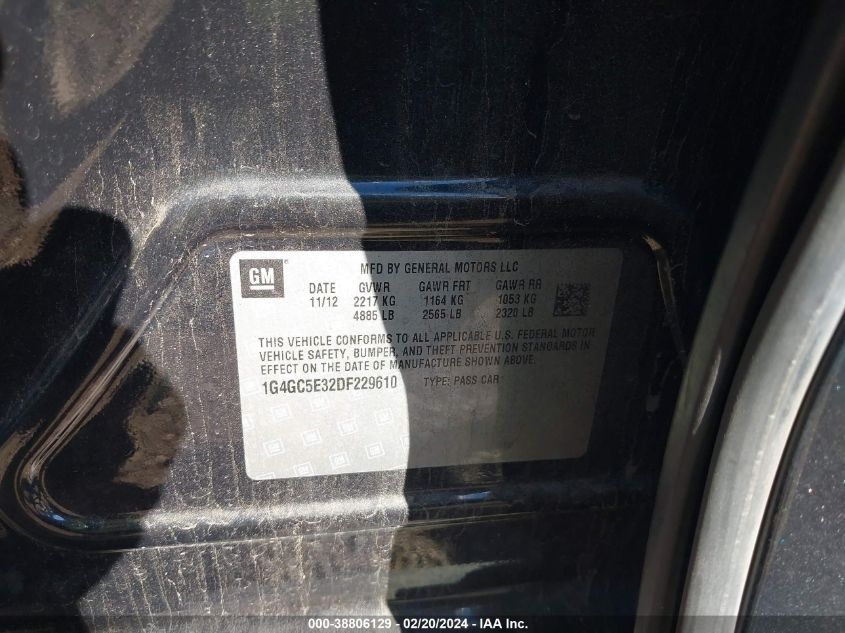 GM
MFD BY GENERAL MOTORS LLC
DATE GVWR GAWR FRT GAWR RR
11/12 2217 KG 1164 KG 1053 KG
4885 LB 2565 LB 2320 LB
THIS VEHICLE CONFORMS TO ALL APPLICABLE U.S. FEDERAL MOTOR
VEHICLE SAFETY, BUMPER, AND THEFT PREVENTION STANDARDS IN
EFFECT ON THE DATE OF MANUFACTURE SHOWN ABOVE.
1G4GC5E32DF229610 TYPE: PASS CAR
000-38806129 - 02/20/2024 - IAA Inc.